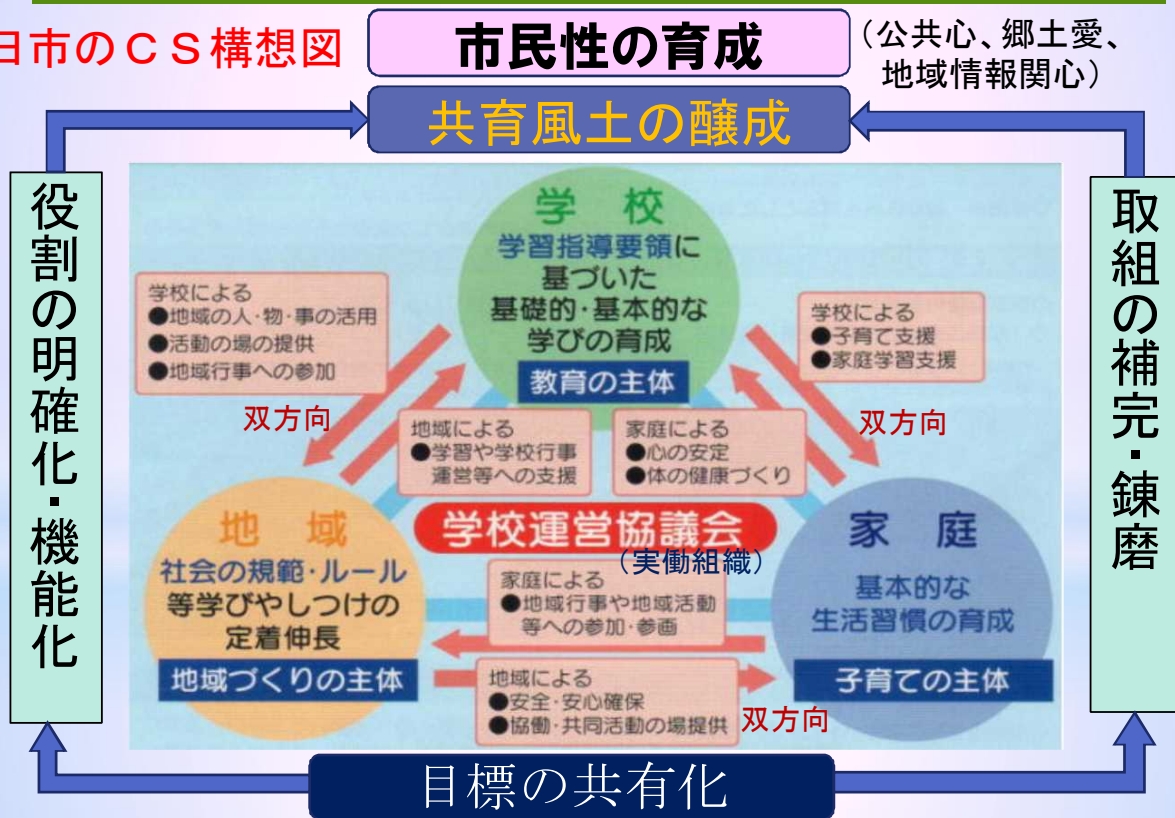 日市のＣＳ構想図
市民性の育成
（公共心、郷土愛、
地域情報関心）
共育風土の醸成
役割の明確化・機能化
取組の補完・錬磨
学　校
学習指導要領に
基づいた
基礎的・基本的な
学びの育成
教育の主体
学校による
●地域の人・物・事の活用
●活動の場の提供
●地域行事への参加
学校による
●子育て支援
●家庭学習支援
双方向
双方向
地域による
●学習や学校行事
運営等への支援
家庭による
●心の安定
●体の健康づくり
学校運営協議会
（実働組織）
地　域
社会の規範・ルール
等学びやしつけの
定着伸長
地域づくりの主体
家　庭
基本的な
生活習慣の育成
子育ての主体
家庭による
●地域行事や地域活動
等への参加・参画
地域による
●安全・安心確保
●協働・共同活動の場提供
双方向
目標の共有化